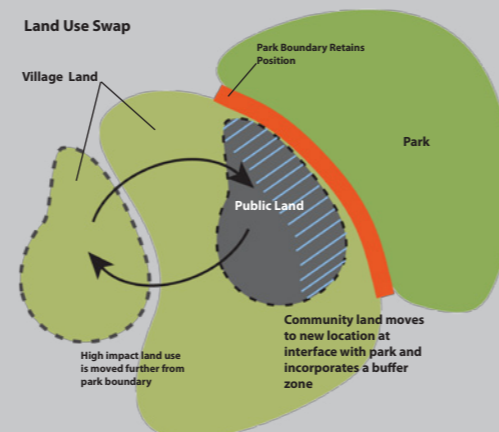 Land Use Swap
Park Boundary Retains
Position
Village Land
Park
Public Land
Community land moves
to new location at
interface with park and
incorporates a buffer
zone
High impact land use
is moved further from
park boundary